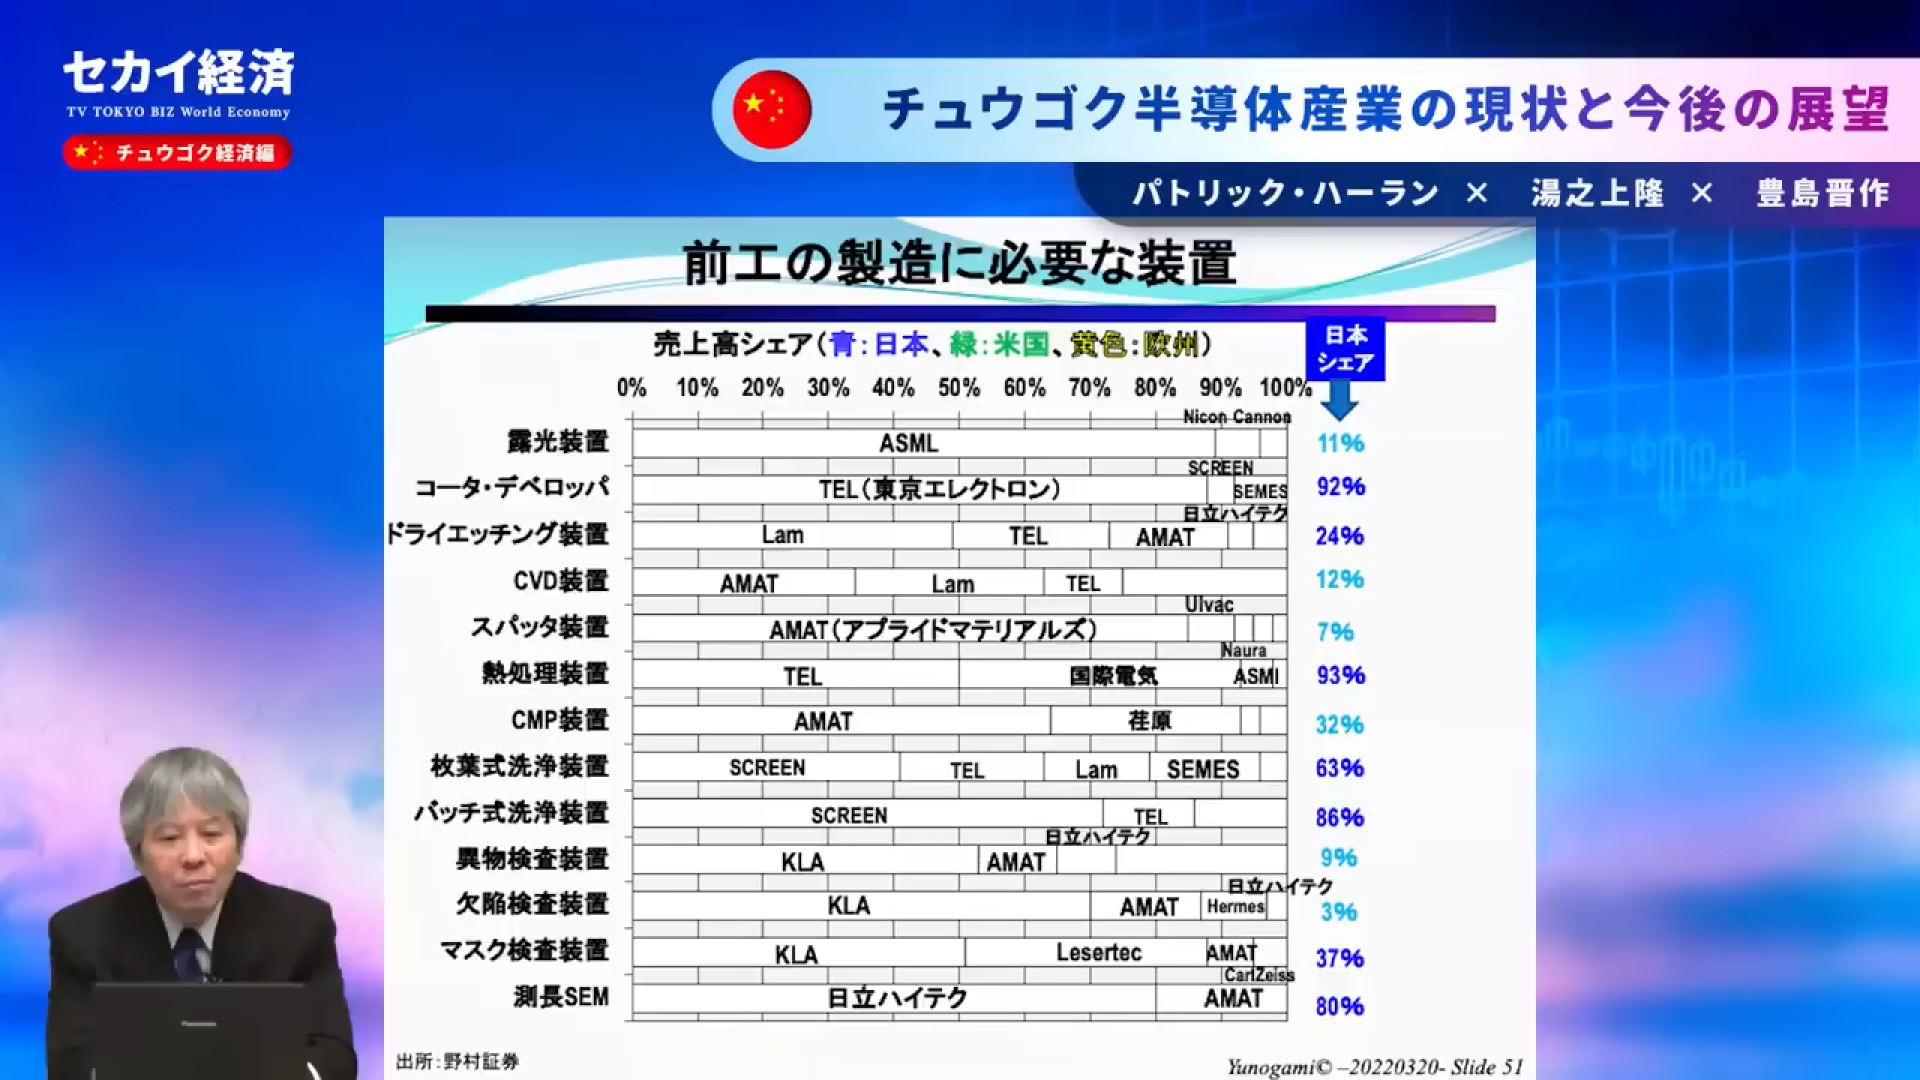 セカイ経済
TV TOKYO BIZ World Economy
チュウゴク経済編
チュウゴク半導体産業の現状と今後の展望
パトリック・ハーラン × 湯之上隆 × 豊島晋作
前工の製造に必要な装置
売上高シェア(青:日本、緑:米国、黄色:欧州)
日本
シェア
0% 10% 20% 30% 40% 50% 60% 70% 80% 90% 100%
Nicon Cannon
露光装置 ASML 11%
SCREEN
コータ・デベロッパ TEL(東京エレクトロン) SEMES 92%
日立ハイテク
ドライエッチング装置 Lam TEL AMAT 24%
CVD装置 AMAT Lam TEL 12%
Ulvac
スパッタ装置 AMAT(アプライドマテリアルズ) 7%
Naura
熱処理装置 TEL 国際電気 ASMI 93%
CMP装置 AMAT 荏原 32%
枚葉式洗浄装置 SCREEN TEL Lam SEMES 63%
バッチ式洗浄装置 SCREEN TEL 86%
日立ハイテク
異物検査装置 KLA AMAT 9%
日立ハイテク
欠陥検査装置 KLA AMAT Hermes 3%
マスク検査装置 KLA Lesertec AMAT 37%
CarlZeiss
測長SEM 日立ハイテク AMAT 80%
出所:野村証券
Yunogami© –20220320- Slide 51
Panasonic